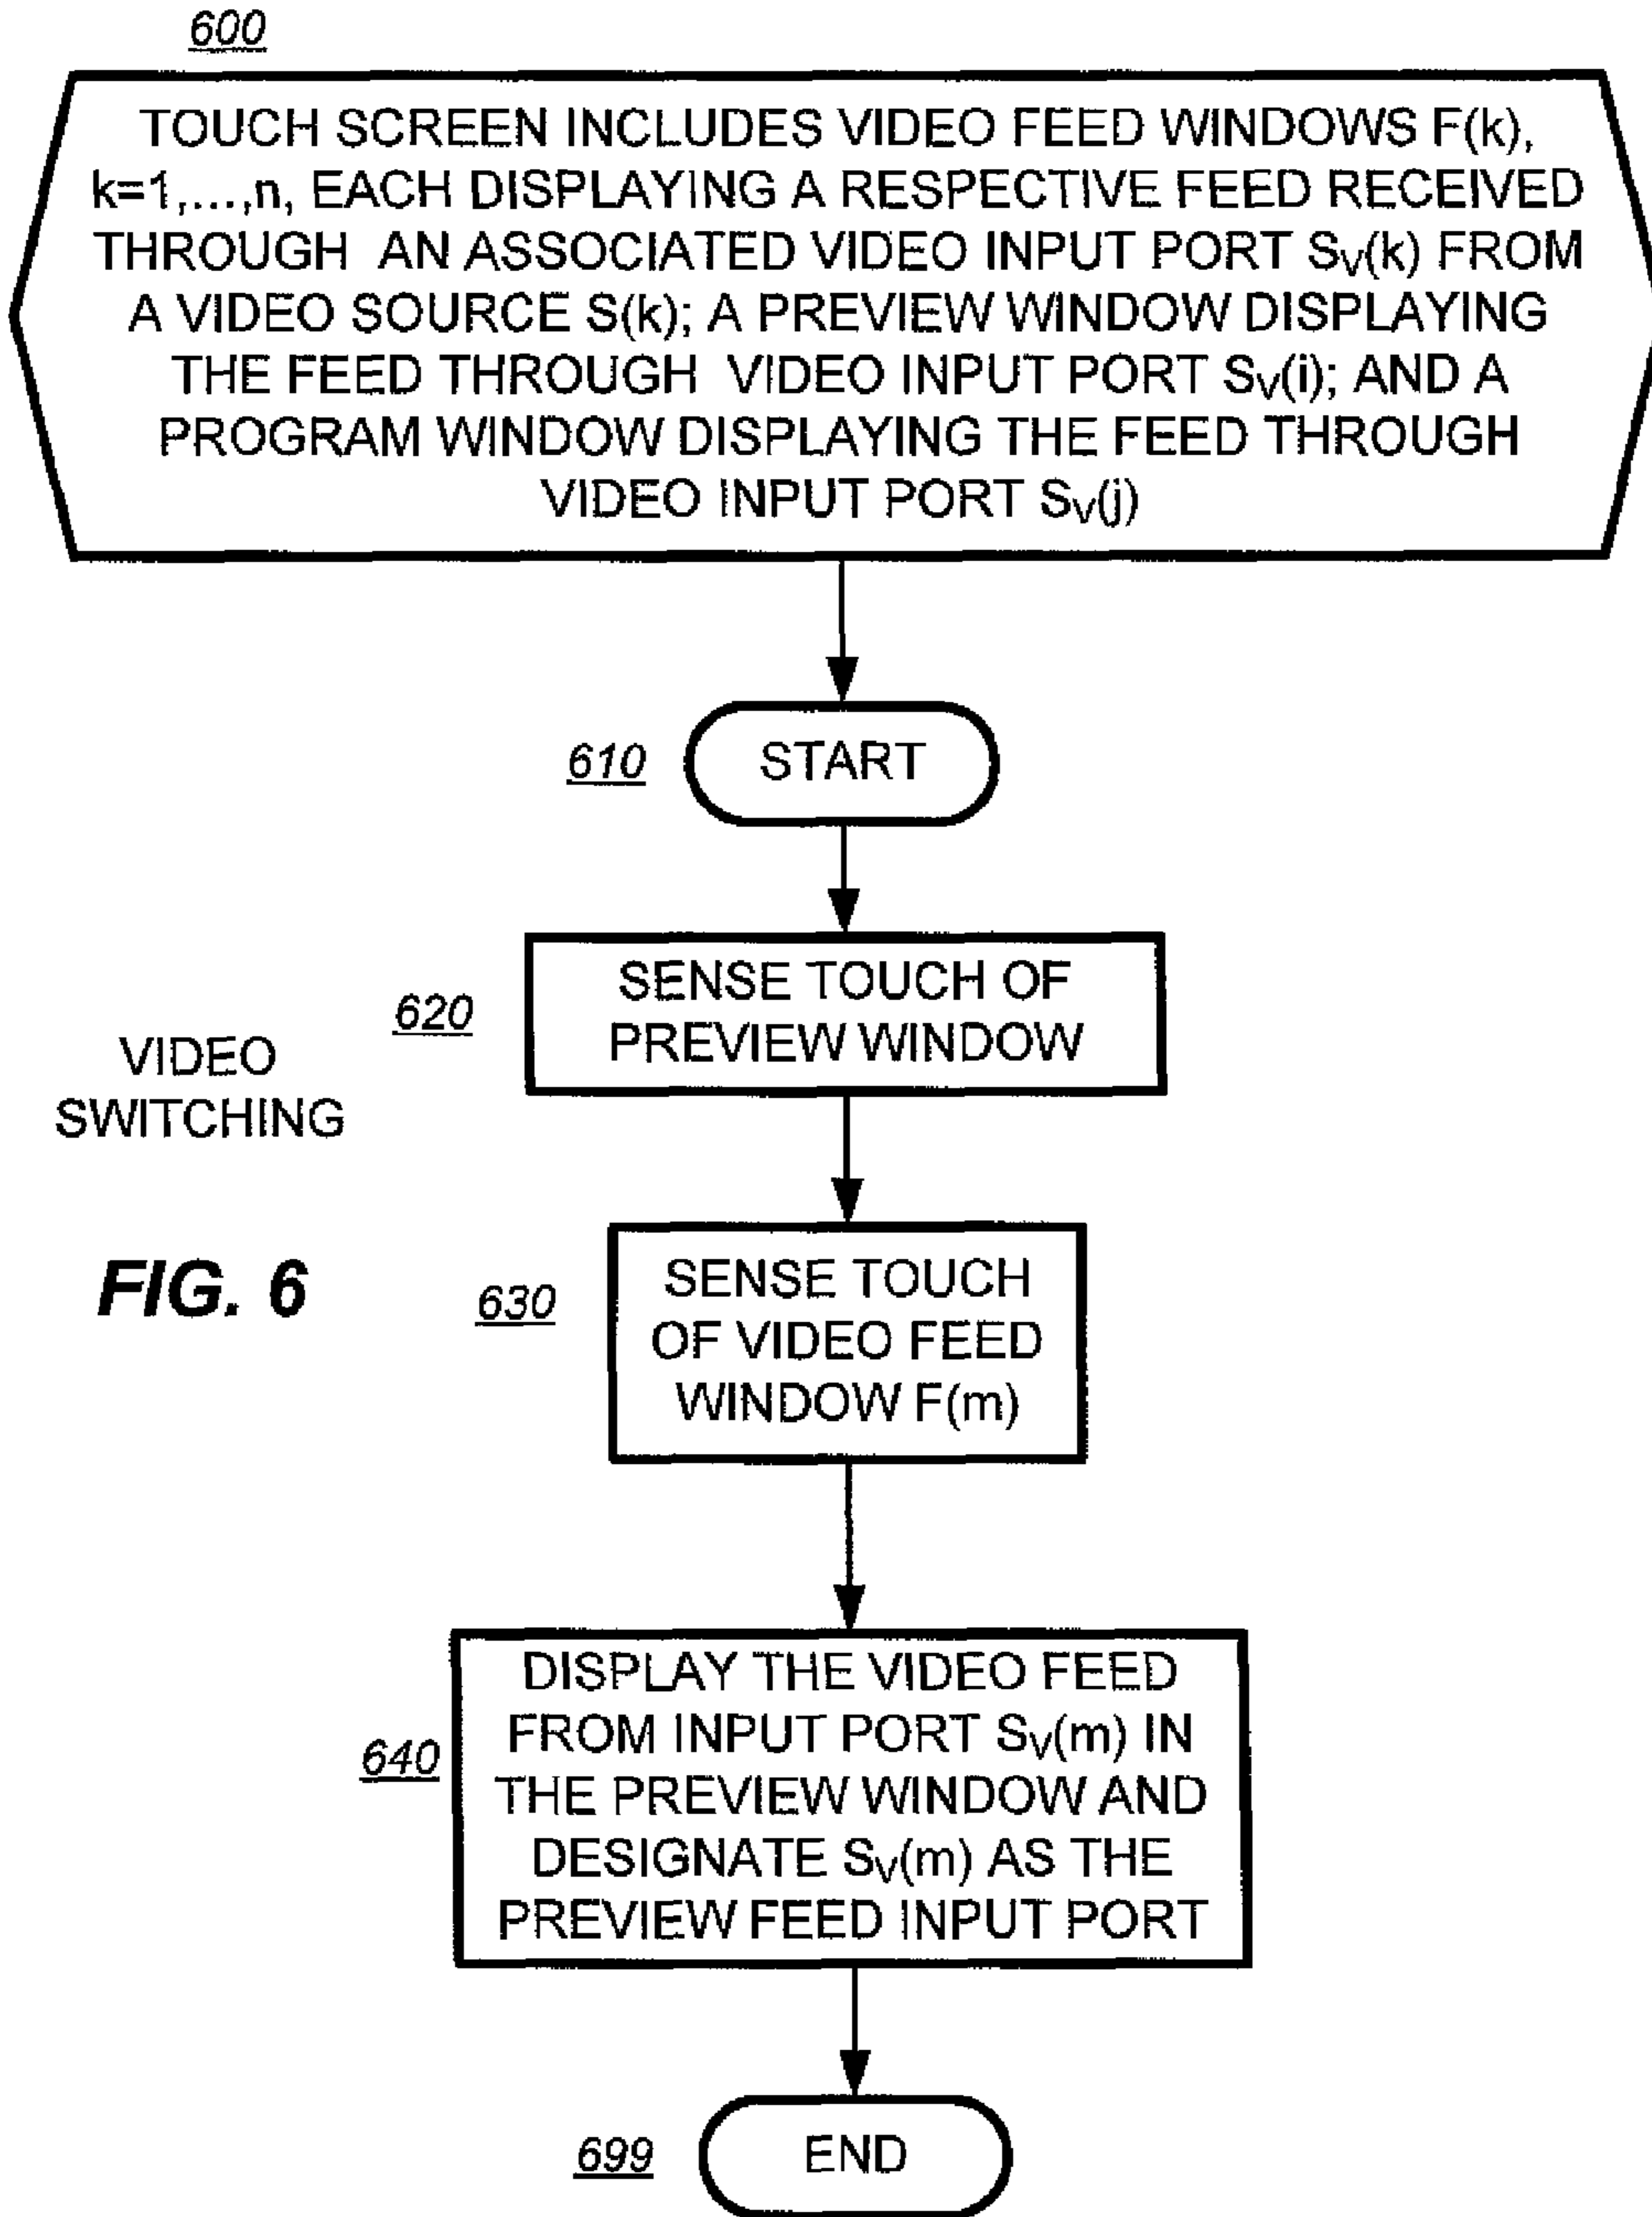 600
TOUCH SCREEN INCLUDES VIDEO FEED WINDOWS F(k),
k=1,...,n, EACH DISPLAYING A RESPECTIVE FEED RECEIVED
THROUGH AN ASSOCIATED VIDEO INPUT PORT SV(k) FROM
A VIDEO SOURCE S(k); A PREVIEW WINDOW DISPLAYING
THE FEED THROUGH VIDEO INPUT PORT SV(i); AND A
PROGRAM WINDOW DISPLAYING THE FEED THROUGH
VIDEO INPUT PORT SV(j)
610
START
620
SENSE TOUCH OF
PREVIEW WINDOW
VIDEO
SWITCHING
FIG. 6
630
SENSE TOUCH
OF VIDEO FEED
WINDOW F(m)
640
DISPLAY THE VIDEO FEED
FROM INPUT PORT SV(m) IN
THE PREVIEW WINDOW AND
DESIGNATE SV(m) AS THE
PREVIEW FEED INPUT PORT
699
END